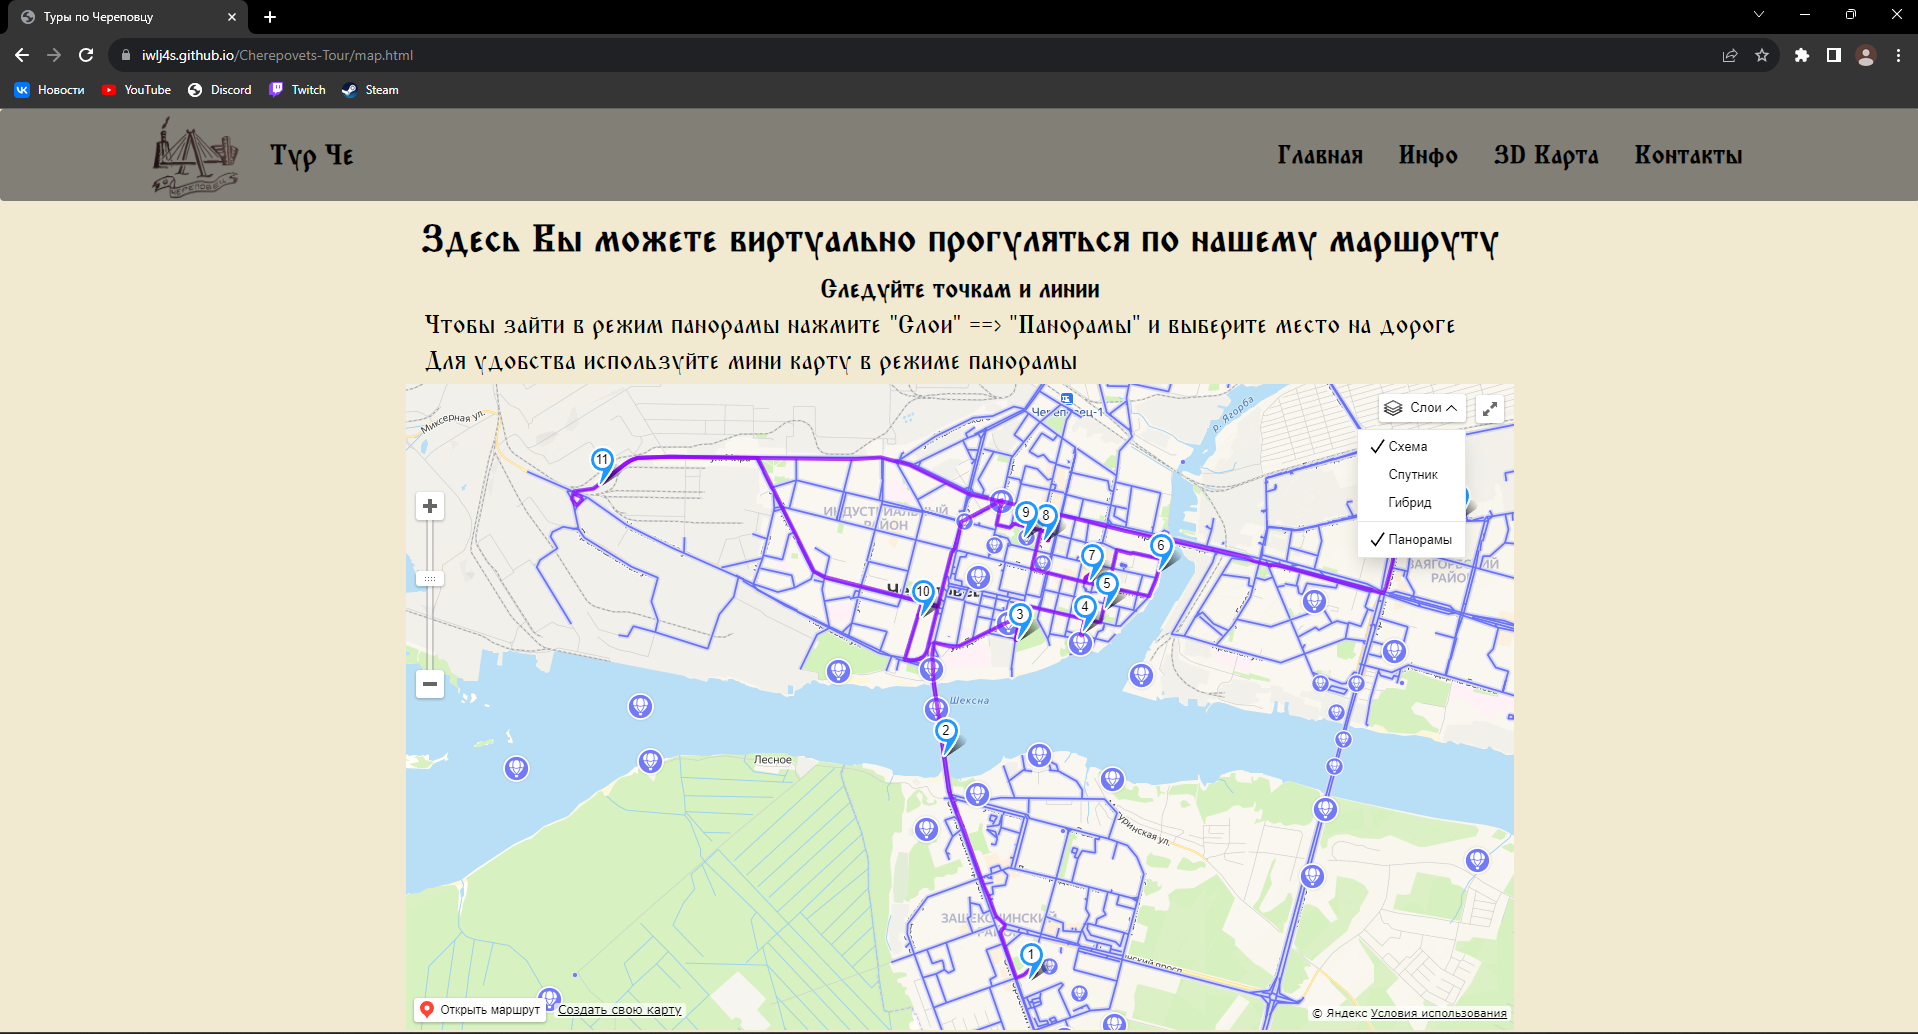 Туры по Череповцу
iwlj4s.github.io/Cherepovets-Tour/map.html
Новости YouTube Discord Twitch Steam
ЧЕРЕПОВЕЦ
Тур Че
Главная Инфо 3D Карта Контакты
Здесь Вы можете виртуально прогуляться по нашему маршруту
Следуйте точкам и линии
Чтобы зайти в режим панорамы нажмите "Слои" ==> "Панорамы" и выберите место на дороге
Для удобства используйте мини карту в режиме панорамы
Миксерная ул.
Череповец-1
р. Ягорба
Слои
Схема
Спутник
Гибрид
Панорамы
11
ИНДУСТРИАЛЬНЫЙ
РАЙОН
9
8
7
6
5
4
3
10
ЗАЯГОРБСКИЙ
РАЙОН
Шексна
2
Лесное
ЗАШЕКСНИНСКИЙ
РАЙОН
1
Открыть маршрут
Создать свою карту
© Яндекс Условия использования